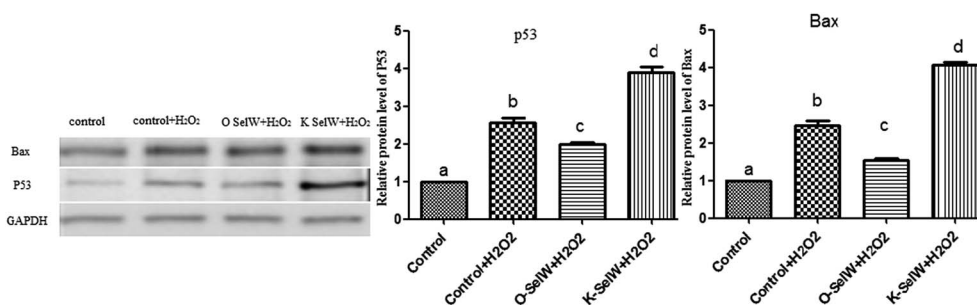 control control+H₂O₂ O SelW+H₂O₂ K SelW+H₂O₂
Bax
P53
GAPDH
p53
Relative protein level of P53
5
4
3
2
1
0
a
b
c
d
Control
Control+H2O2
O-SelW+H2O2
K-SelW+H2O2
Bax
Relative protein level of Bax
5
4
3
2
1
0
a
b
c
d
Control
Control+H2O2
O-SelW+H2O2
K-SelW+H2O2